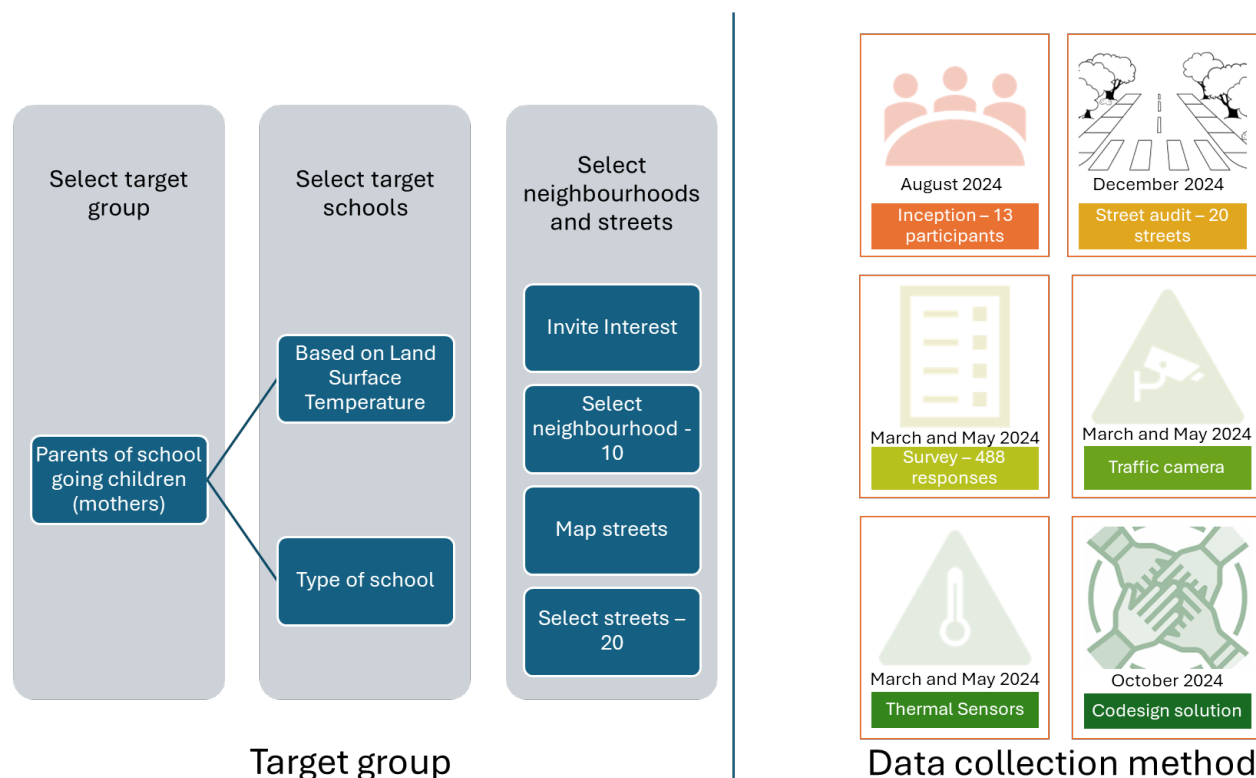 Select target
group
Parents of school
going children
(mothers)
Select target
schools
Based on Land
Surface
Temperature
Type of school
Select
neighbourhoods
and streets
Invite Interest
Select
neighbourhood -
10
Map streets
Select streets –
20
Target group
August 2024
Inception – 13
participants
December 2024
Street audit – 20
streets
March and May 2024
Survey – 488
responses
March and May 2024
Traffic camera
March and May 2024
Thermal Sensors
October 2024
Codesign solution
Data collection method